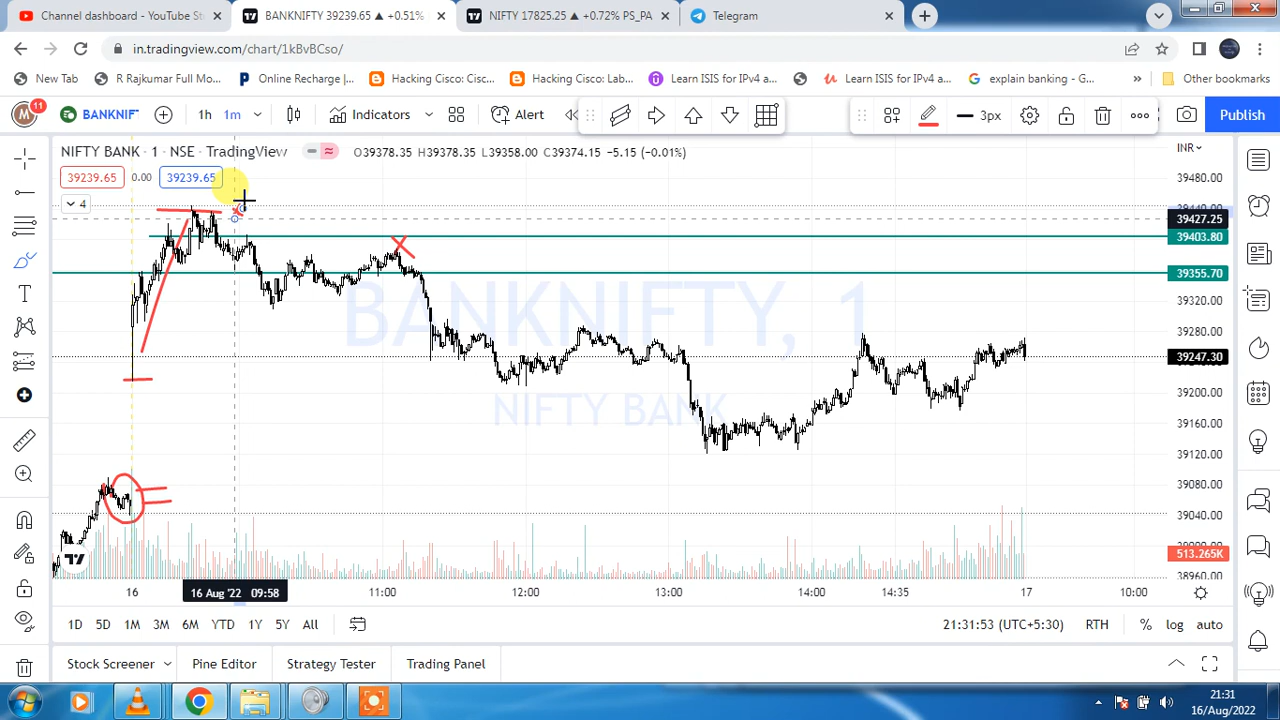 Channel dashboard - YouTube St
BANKNIFTY 39239.65 ▲ +0.51%
NIFTY 17825.25 ▲ +0.72% PS_PA
Telegram
in.tradingview.com/chart/1kBvBCso/
New Tab
R Rajkumar Full Mo...
Online Recharge |...
Hacking Cisco: Cisc...
Hacking Cisco: Lab...
Learn ISIS for IPv4 a...
Learn ISIS for IPv4 a...
explain banking - G...
»
Other bookmarks
M 11
BANKNIF
1h
1m
Indicators
Alert
3px
Publish
NIFTY BANK · 1 · NSE · TradingView
O39378.35 H39378.35 L39358.00 C39374.15 -5.15 (-0.01%)
INR
39239.65
0.00
39239.65
4
39480.00
39440.00
39427.25
39403.80
39355.70
39320.00
39280.00
39247.30
39200.00
39160.00
39120.00
39080.00
39040.00
39000.00
513.265K
38960.00
BANKNIFTY, 1
NIFTY BANK
16
16 Aug '22 09:58
11:00
12:00
13:00
14:00
14:35
17
10:00
1D
5D
1M
3M
6M
YTD
1Y
5Y
All
21:31:53 (UTC+5:30)
RTH
%
log
auto
Stock Screener
Pine Editor
Strategy Tester
Trading Panel
21:31
16/Aug/2022